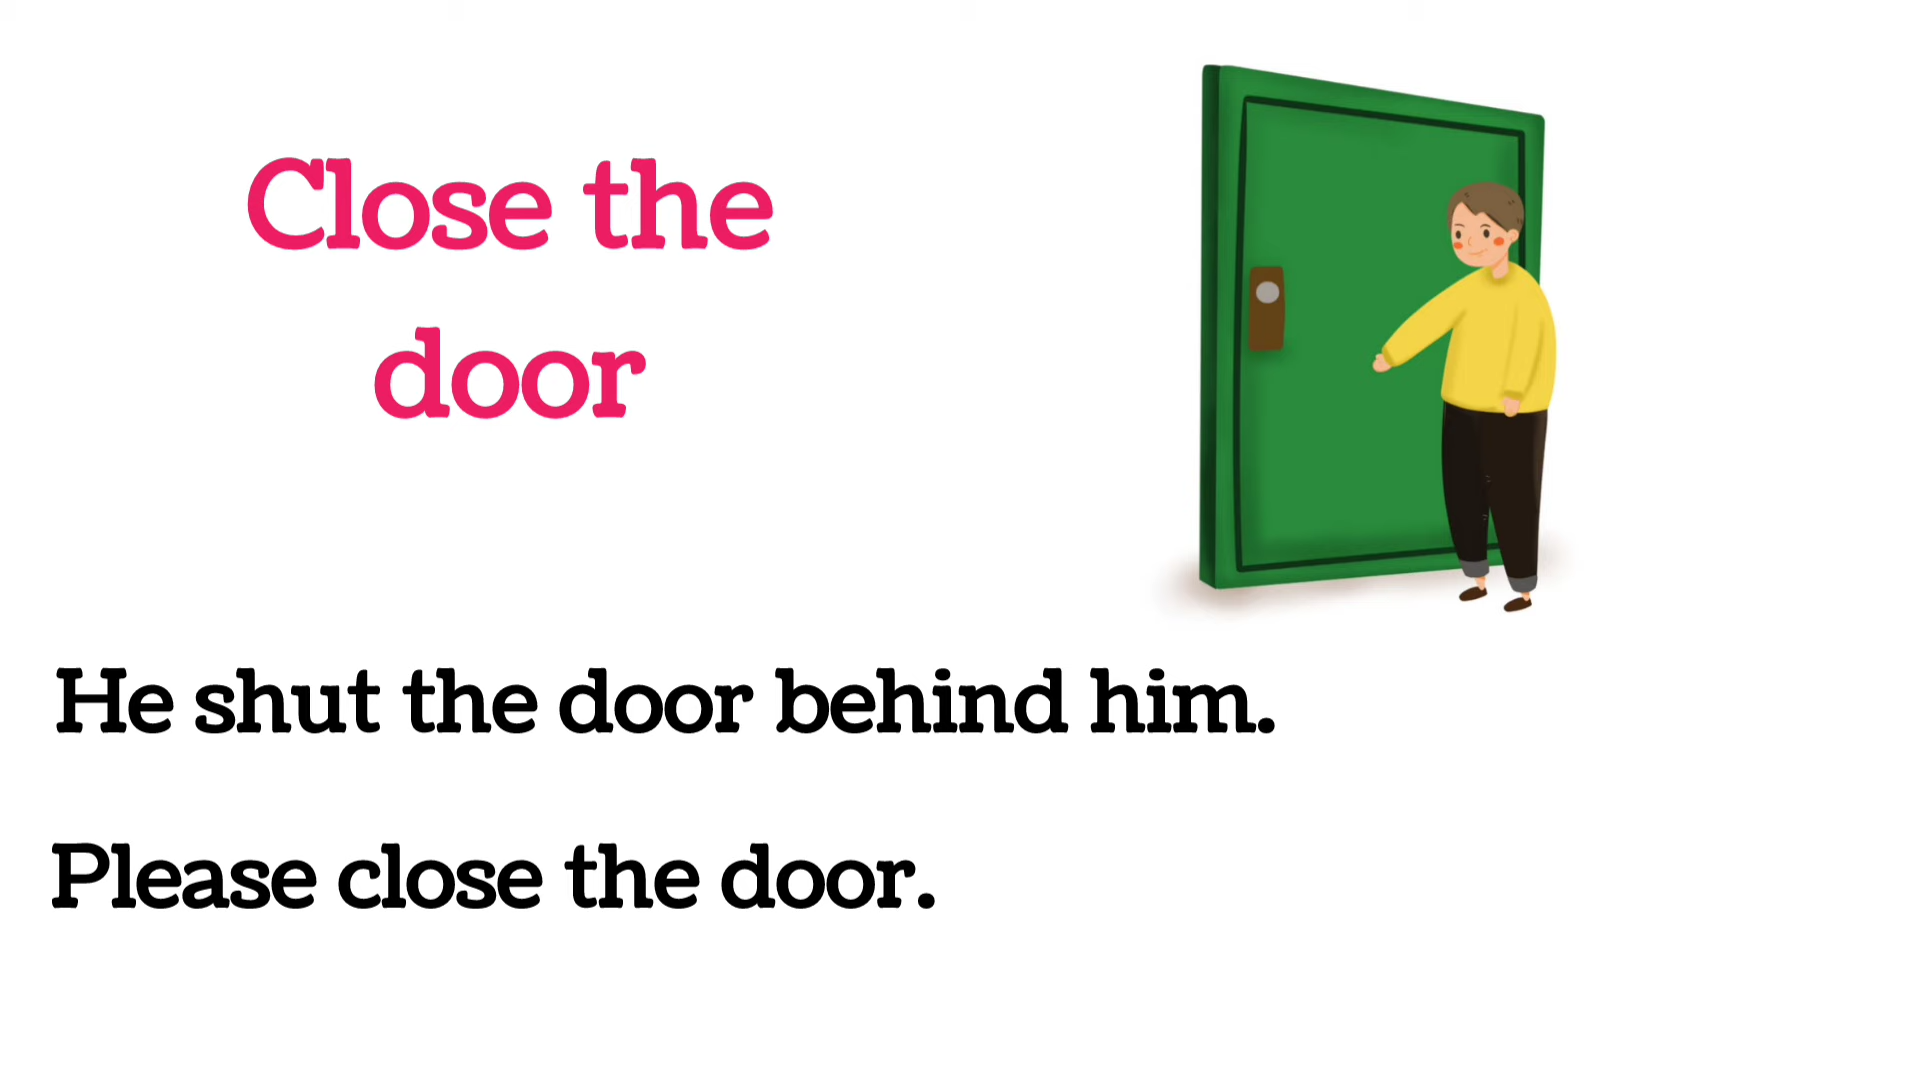 Close the
door
He shut the door behind him.
Please close the door.